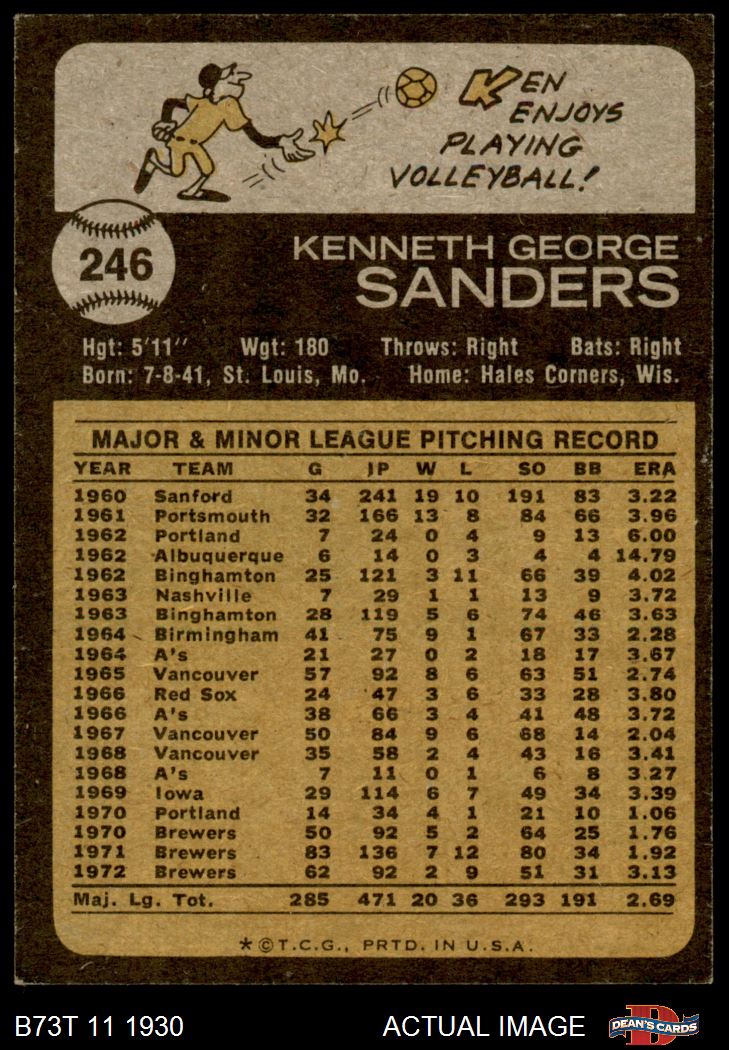 KEN
ENJOYS
PLAYING
VOLLEYBALL!
246
KENNETH GEORGE
SANDERS
Hgt: 5'11" Wgt: 180 Throws: Right Bats: Right
Born: 7-8-41, St. Louis, Mo. Home: Hales Corners, Wis.
MAJOR & MINOR LEAGUE PITCHING RECORD
YEAR TEAM G IP W L SO BB ERA
1960 Sanford 34 241 19 10 191 83 3.22
1961 Portsmouth 32 166 13 8 84 66 3.96
1962 Portland 7 24 0 4 9 13 6.00
1962 Albuquerque 6 14 0 3 4 4 14.79
1962 Binghamton 25 121 3 11 66 39 4.02
1963 Nashville 7 29 1 1 13 9 3.72
1963 Binghamton 28 119 5 6 74 46 3.63
1964 Birmingham 41 75 9 1 67 33 2.28
1964 A's 21 27 0 2 18 17 3.67
1965 Vancouver 57 92 8 6 63 51 2.74
1966 Red Sox 24 47 3 6 33 28 3.80
1966 A's 38 66 3 4 41 48 3.72
1967 Vancouver 50 84 9 6 68 14 2.04
1968 Vancouver 35 58 2 4 43 16 3.41
1968 A's 7 11 0 1 6 8 3.27
1969 Iowa 29 114 6 7 49 34 3.39
1970 Portland 14 34 4 1 21 10 1.06
1970 Brewers 50 92 5 2 64 25 1.76
1971 Brewers 83 136 7 12 80 34 1.92
1972 Brewers 62 92 2 9 51 31 3.13
Maj. Lg. Tot. 285 471 20 36 293 191 2.69
*©T.C.G., PRTD. IN U.S.A.
B73T 11 1930 ACTUAL IMAGE D DEAN'S CARDS